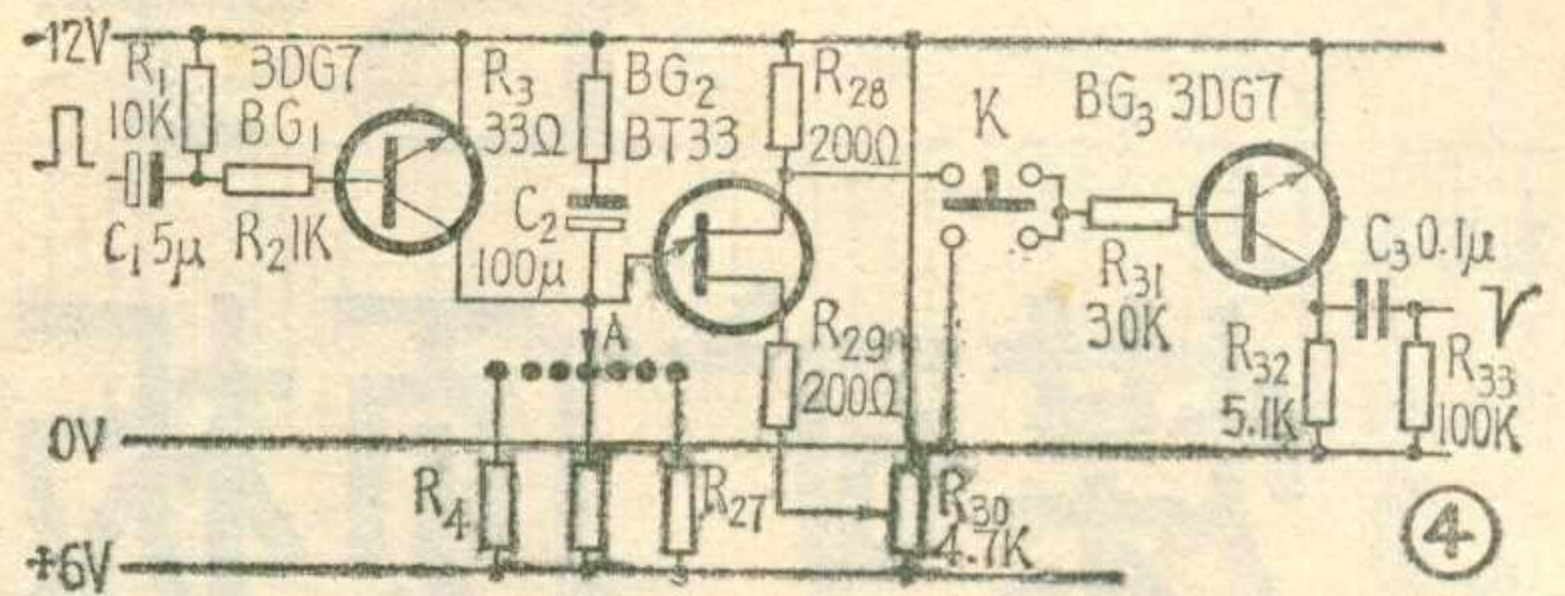 -12V
R1 10K
3DG7
BG1
C1 5μ
R2 1K
R3
33Ω
C2
100μ
BG2
BT33
A
R28
200Ω
R29
200Ω
K
BG3 3DG7
R31
30K
C3 0.1μ
R32
5.1K
R33
100K
0V
R4
R27
R30
4.7K
+6V
4